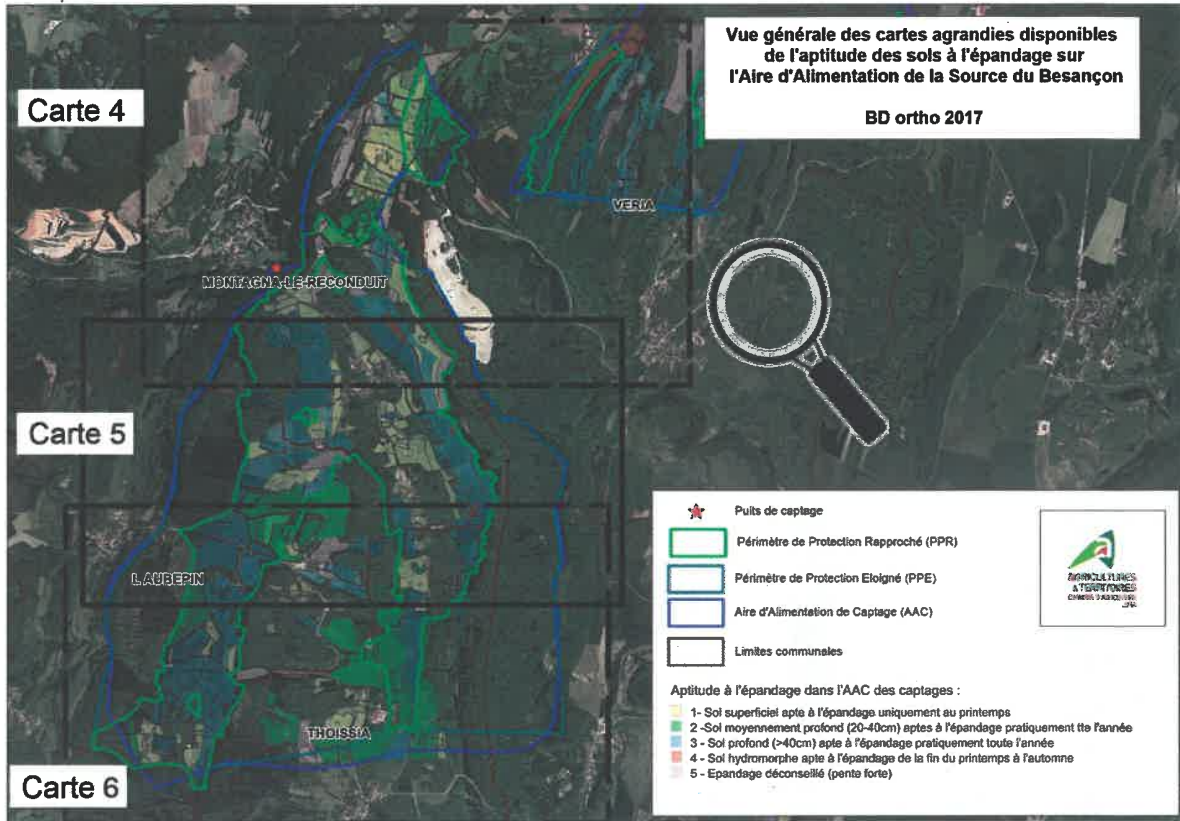 Vue générale des cartes agrandies disponibles
de l'aptitude des sols à l'épandage sur
l'Aire d'Alimentation de la Source du Besançon
BD ortho 2017
Carte 4
VERIA
MONTAGNA-LE-RECONDUIT
Carte 5
L AUBEPIN
THOISSIA
Carte 6
Puits de captage
Périmètre de Protection Rapproché (PPR)
Périmètre de Protection Eloigné (PPE)
Aire d'Alimentation de Captage (AAC)
Limites communales
AGRICULTURES
& TERRITOIRES
Aptitude à l'épandage dans l'AAC des captages :
1- Sol superficiel apte à l'épandage uniquement au printemps
2 -Sol moyennement profond (20-40cm) aptes à l'épandage pratiquement tte l'année
3 - Sol profond (>40cm) apte à l'épandage pratiquement toute l'année
4 - Sol hydromorphe apte à l'épandage de la fin du printemps à l'automne
5 - Epandage déconseillé (pente forte)